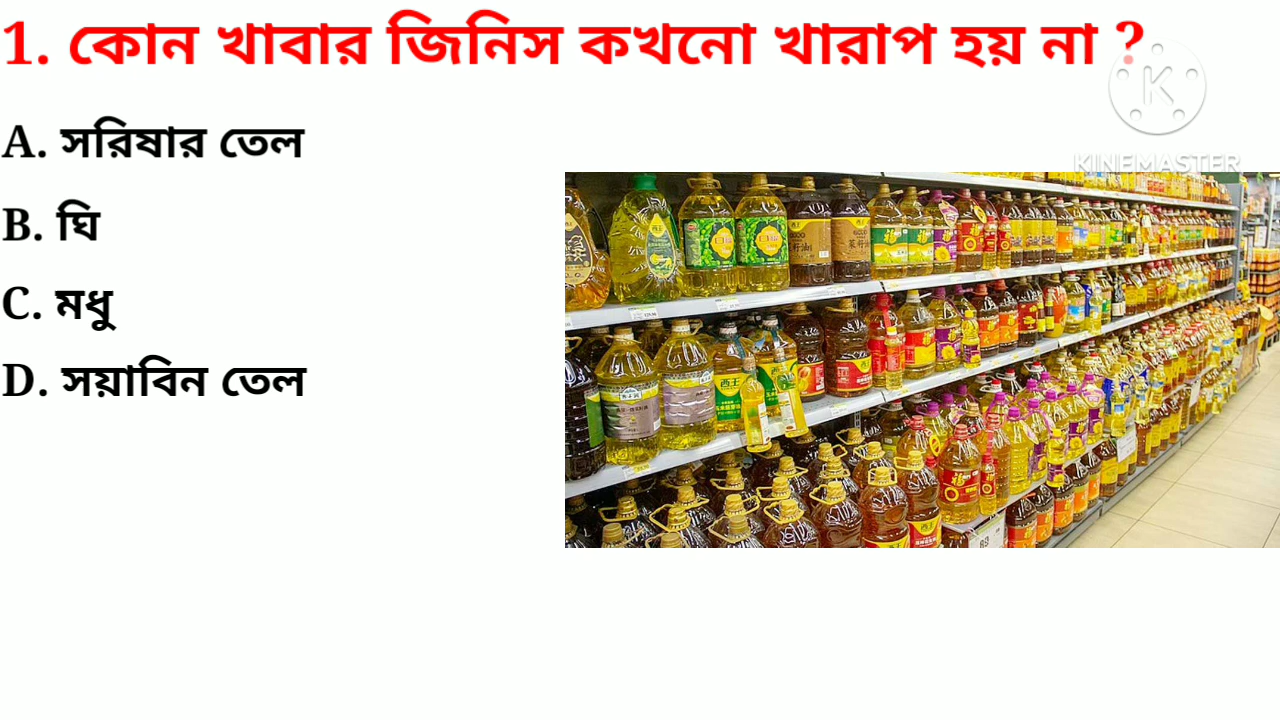 1. কোন খাবার জিনিস কখনো খারাপ হয় না ?
KINEMASTER
A. সরিষার তেল
B. ঘি
C. মধু
D. সয়াবিন তেল